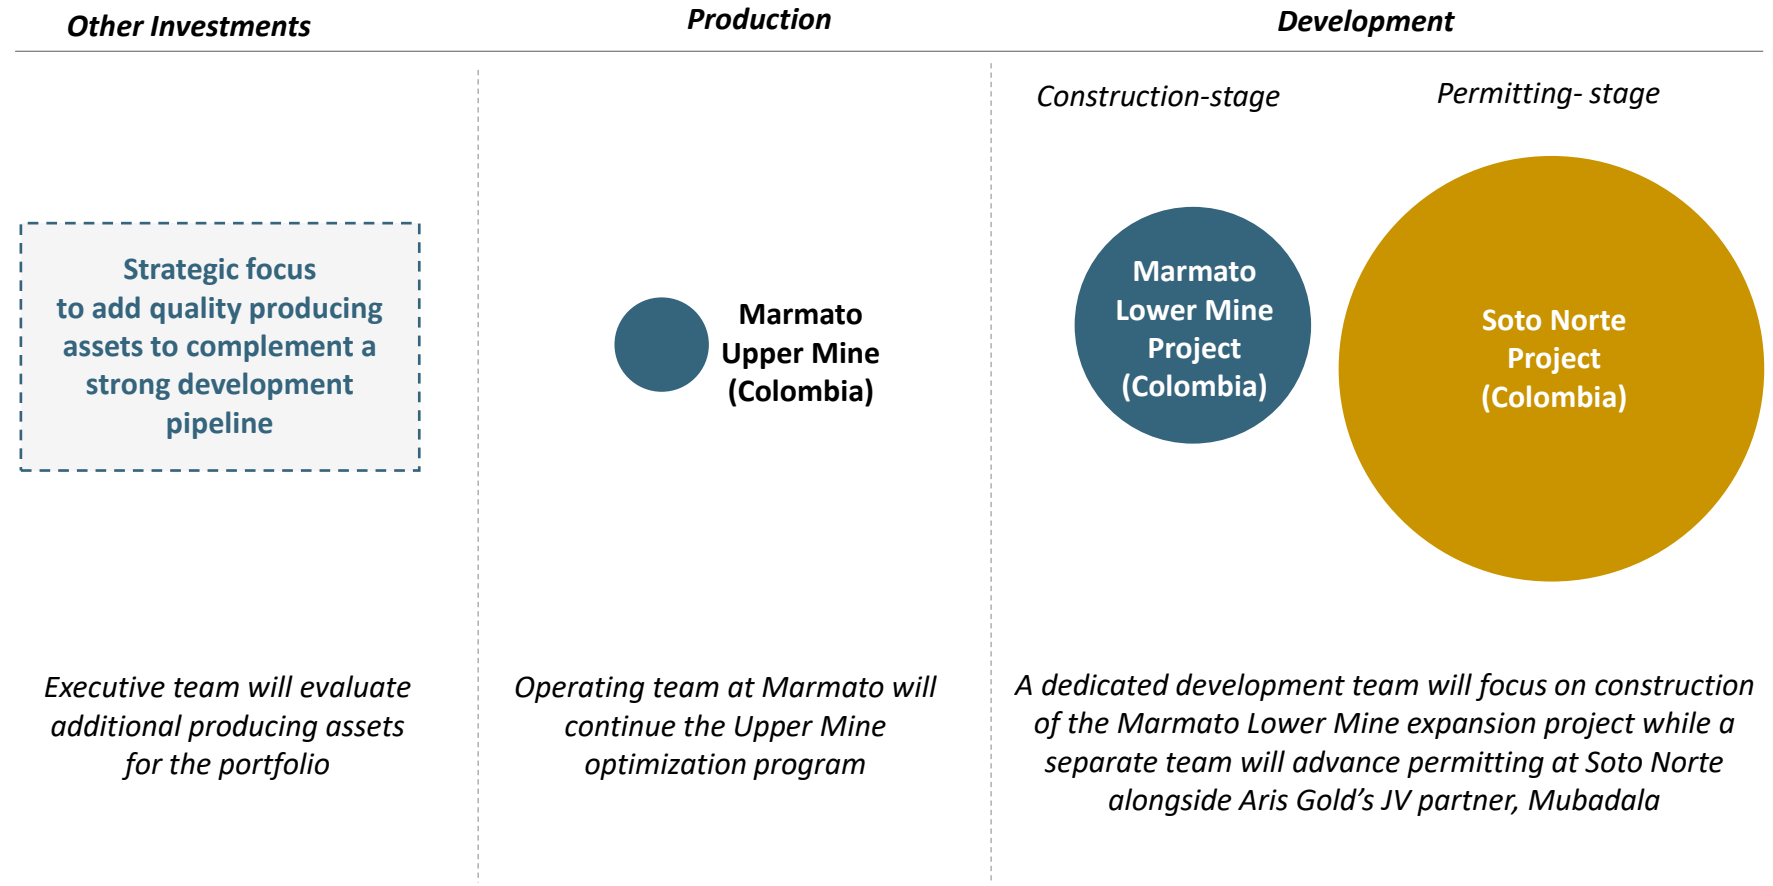 Other Investments
Production
Development
Construction-stage
Permitting- stage
Strategic focus
to add quality producing
assets to complement a
strong development
pipeline
Marmato
Upper Mine
(Colombia)
Marmato
Lower Mine
Project
(Colombia)
Soto Norte
Project
(Colombia)
Executive team will evaluate
additional producing assets
for the portfolio
Operating team at Marmato will
continue the Upper Mine
optimization program
A dedicated development team will focus on construction
of the Marmato Lower Mine expansion project while a
separate team will advance permitting at Soto Norte
alongside Aris Gold’s JV partner, Mubadala